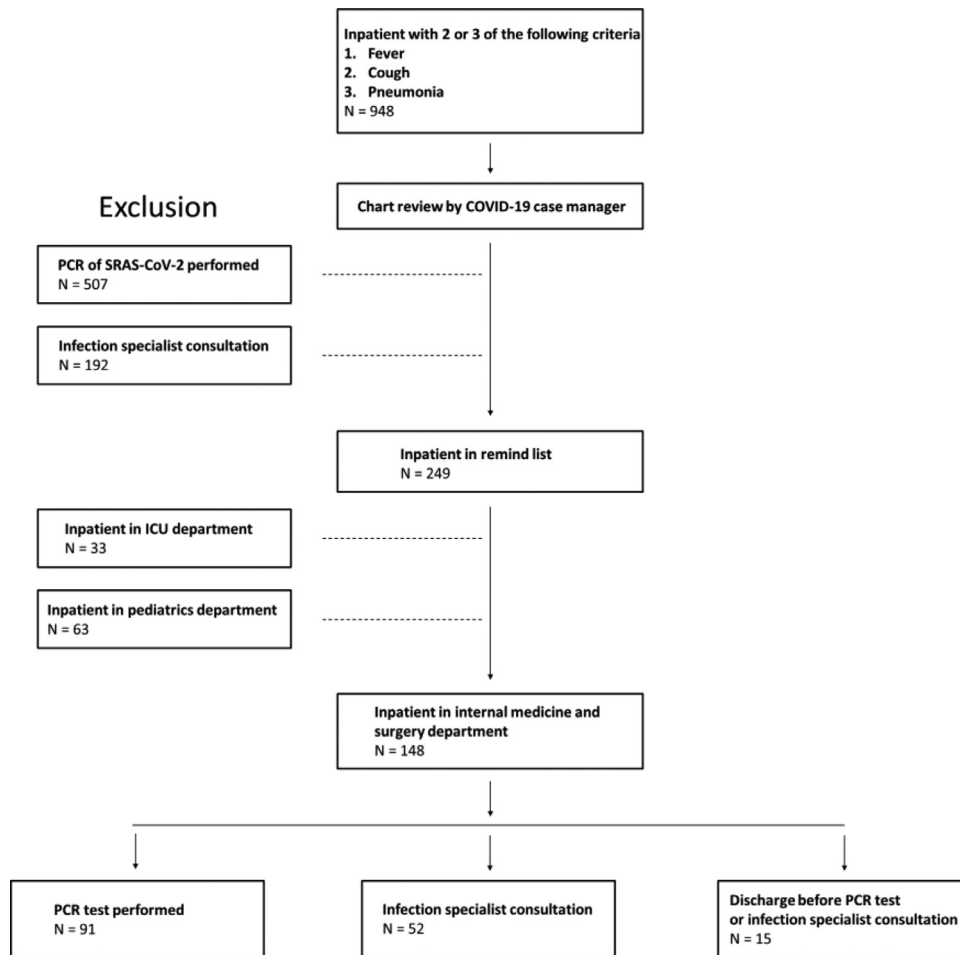 Inpatient with 2 or 3 of the following criteria
1. Fever
2. Cough
3. Pneumonia
N = 948
Chart review by COVID-19 case manager
Exclusion
PCR of SRAS-CoV-2 performed
N = 507
Infection specialist consultation
N = 192
Inpatient in remind list
N = 249
Inpatient in ICU department
N = 33
Inpatient in pediatrics department
N = 63
Inpatient in internal medicine and
surgery department
N = 148
PCR test performed
N = 91
Infection specialist consultation
N = 52
Discharge before PCR test
or infection specialist consultation
N = 15